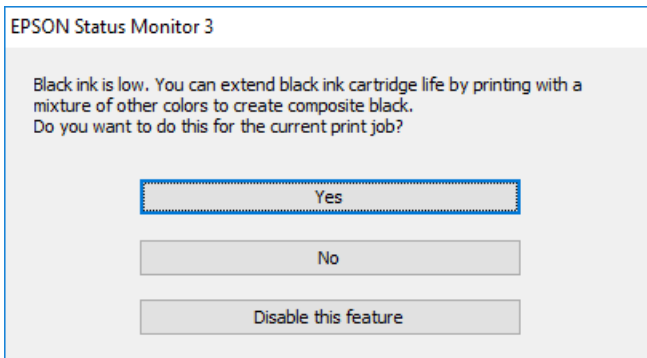 EPSON Status Monitor 3
Black ink is low. You can extend black ink cartridge life by printing with a
mixture of other colors to create composite black.
Do you want to do this for the current print job?
Yes
No
Disable this feature